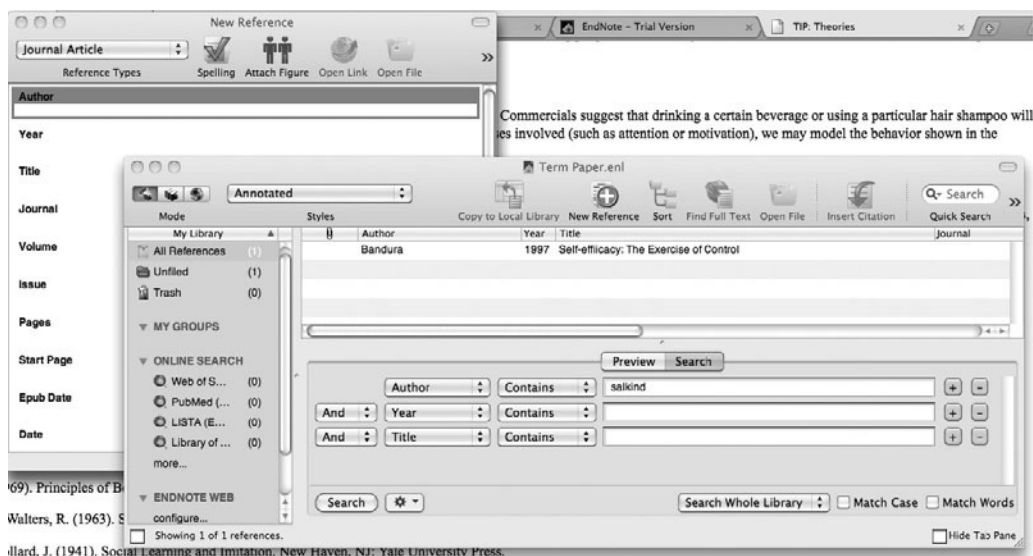 New Reference
EndNote – Trial Version
TIP: Theories
Journal Article
Reference Types
Spelling Attach Figure Open Link Open File
Author
Year
Title
Journal
Volume
Issue
Pages
Start Page
Epub Date
Date
Commercials suggest that drinking a certain beverage or using a particular hair shampoo will
involved (such as attention or motivation), we may model the behavior shown in the
Term Paper.enl
Annotated
Search
Mode Styles Copy to Local Library New Reference Sort Find Full Text Open File Insert Citation Quick Search
My Library Author Year Title Journal
All References (1) Bandura 1997 Self-effiicacy: The Exercise of Control
Unfiled (1)
Trash (0)
MY GROUPS
ONLINE SEARCH
Web of S... (0)
PubMed (... (0)
LISTA (E... (0)
Library of ... (0)
more...
ENDNOTE WEB
configure...
Preview Search
Author Contains salkind
And Year Contains
And Title Contains
Search Search Whole Library Match Case Match Words
Showing 1 of 1 references. Hide Tab Pane
69). Principles of B
Walters, R. (1963). S
ollard, J. (1941). Social Learning and Imitation. New Haven, NJ: Yale University Press.